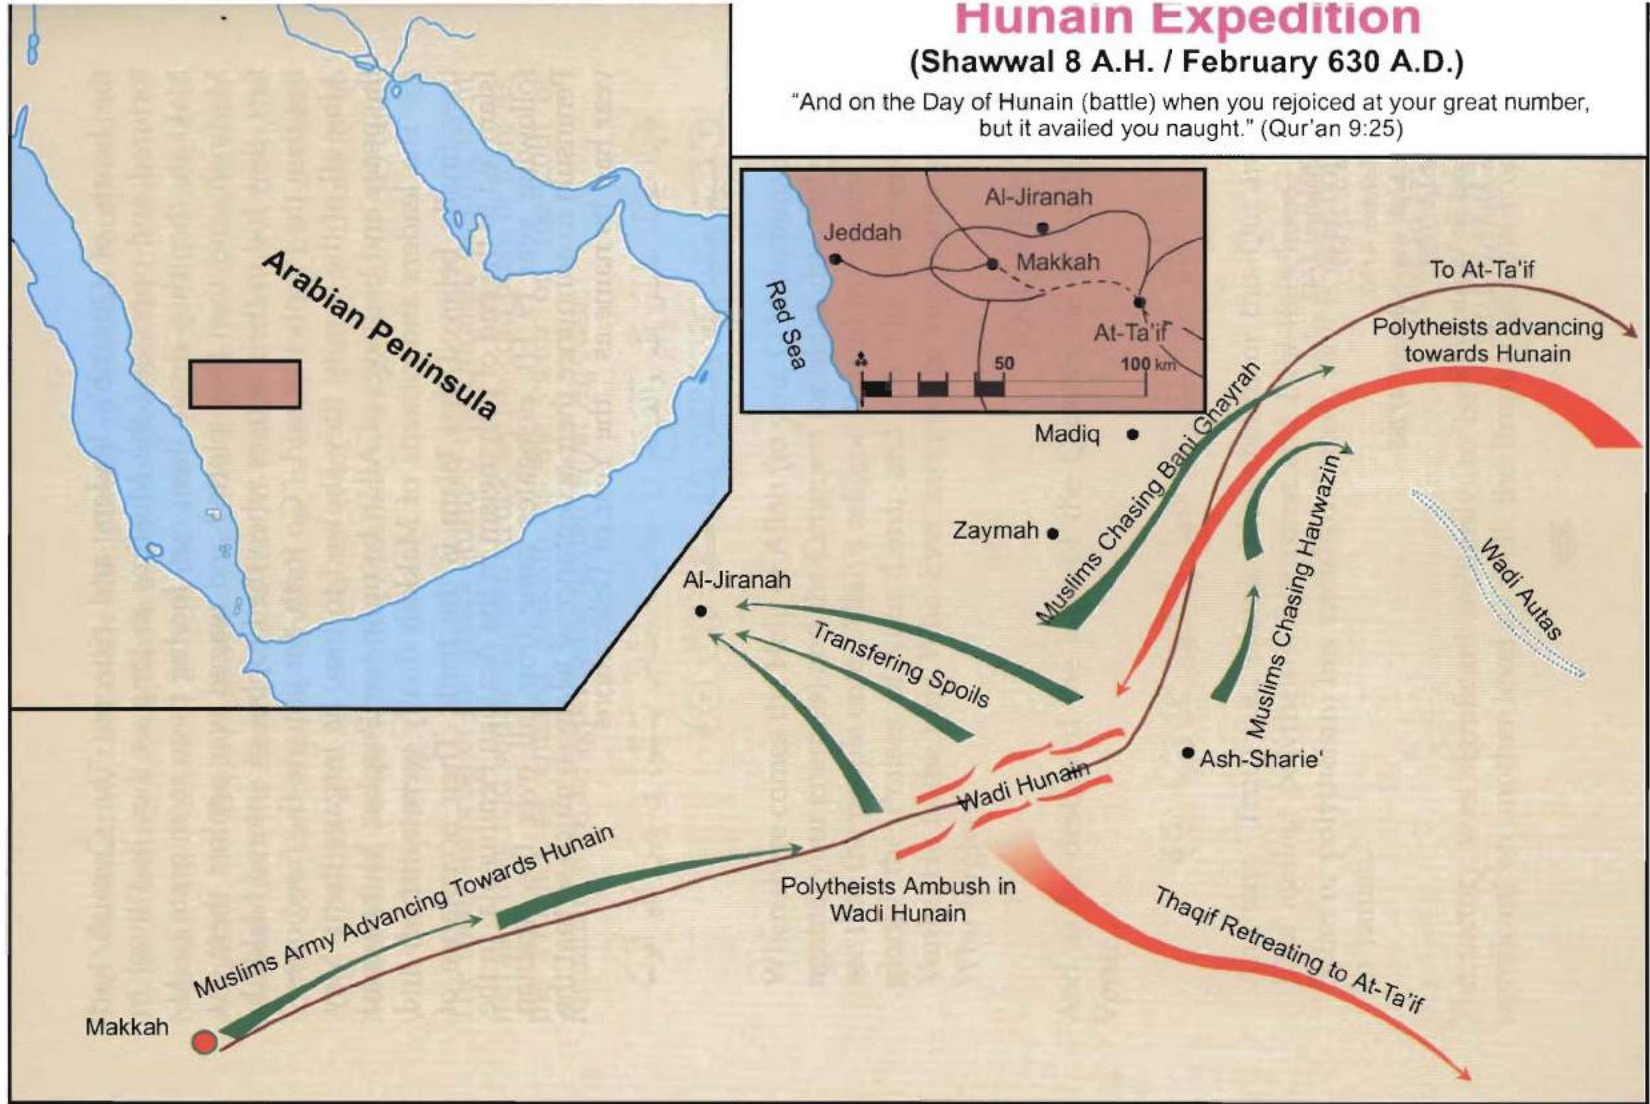 Hunain Expedition
(Shawwal 8 A.H. / February 630 A.D.)
“And on the Day of Hunain (battle) when you rejoiced at your great number,
but it availed you naught.” (Qur'an 9:25)
Arabian Peninsula
Al-Jiranah
Jeddah
Makkah
Red Sea
At-Ta'if
50
100 km
To At-Ta'if
Polytheists advancing
towards Hunain
Madiq
Muslims Chasing Bani Ghayrah
Zaymah
Muslims Chasing Hauwazin
Wadi Autas
Al-Jiranah
Transfering Spoils
Ash-Sharie'
Wadi Hunain
Muslims Army Advancing Towards Hunain
Polytheists Ambush in
Wadi Hunain
Thaqif Retreating to At-Ta'if
Makkah